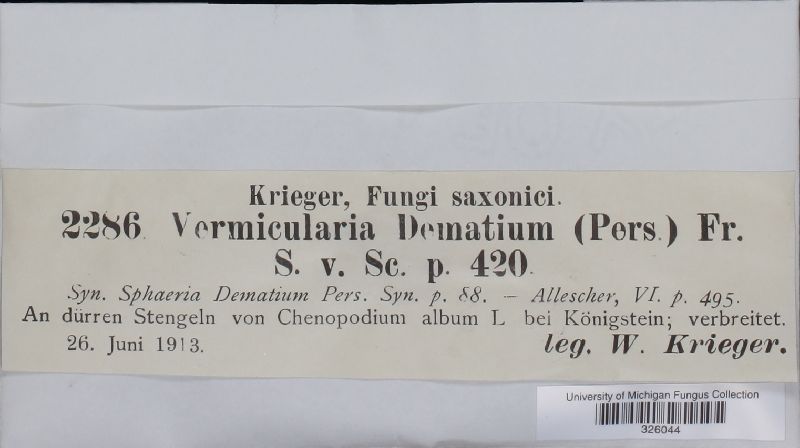 Krieger, Fungi saxonici.
2286. Vermicularia Dematium (Pers.) Fr.
S. v. Sc. p. 420.
Syn. Sphaeria Dematium Pers. Syn. p. 88. — Allescher, VI. p. 495.
An dürren Stengeln von Chenopodium album L bei Königstein; verbreitet.
26. Juni 1913.
leg. W. Krieger.
University of Michigan Fungus Collection
326044